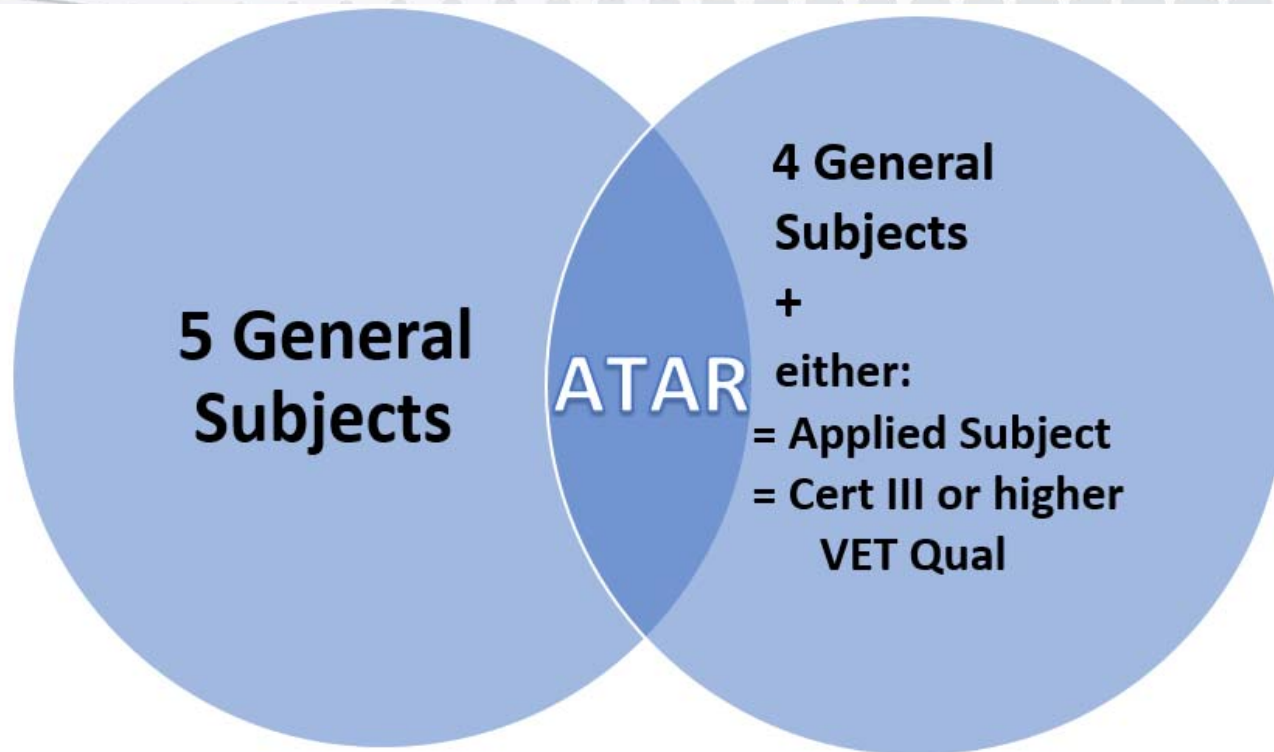 5 General
Subjects
ATAR
4 General
Subjects
+
either:
= Applied Subject
= Cert III or higher
VET Qual